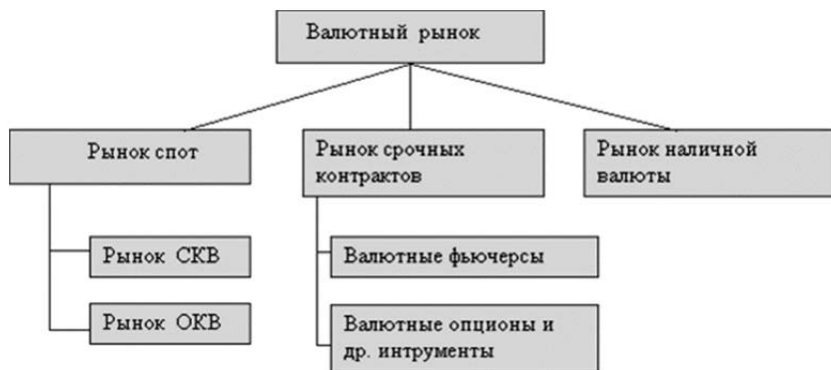 Валютный рынок
Рынок спот
Рынок срочных
контрактов
Рынок наличной
валюты
Рынок СКВ
Рынок ОКВ
Валютные фьючерсы
Валютные опционы и
др. интрументы